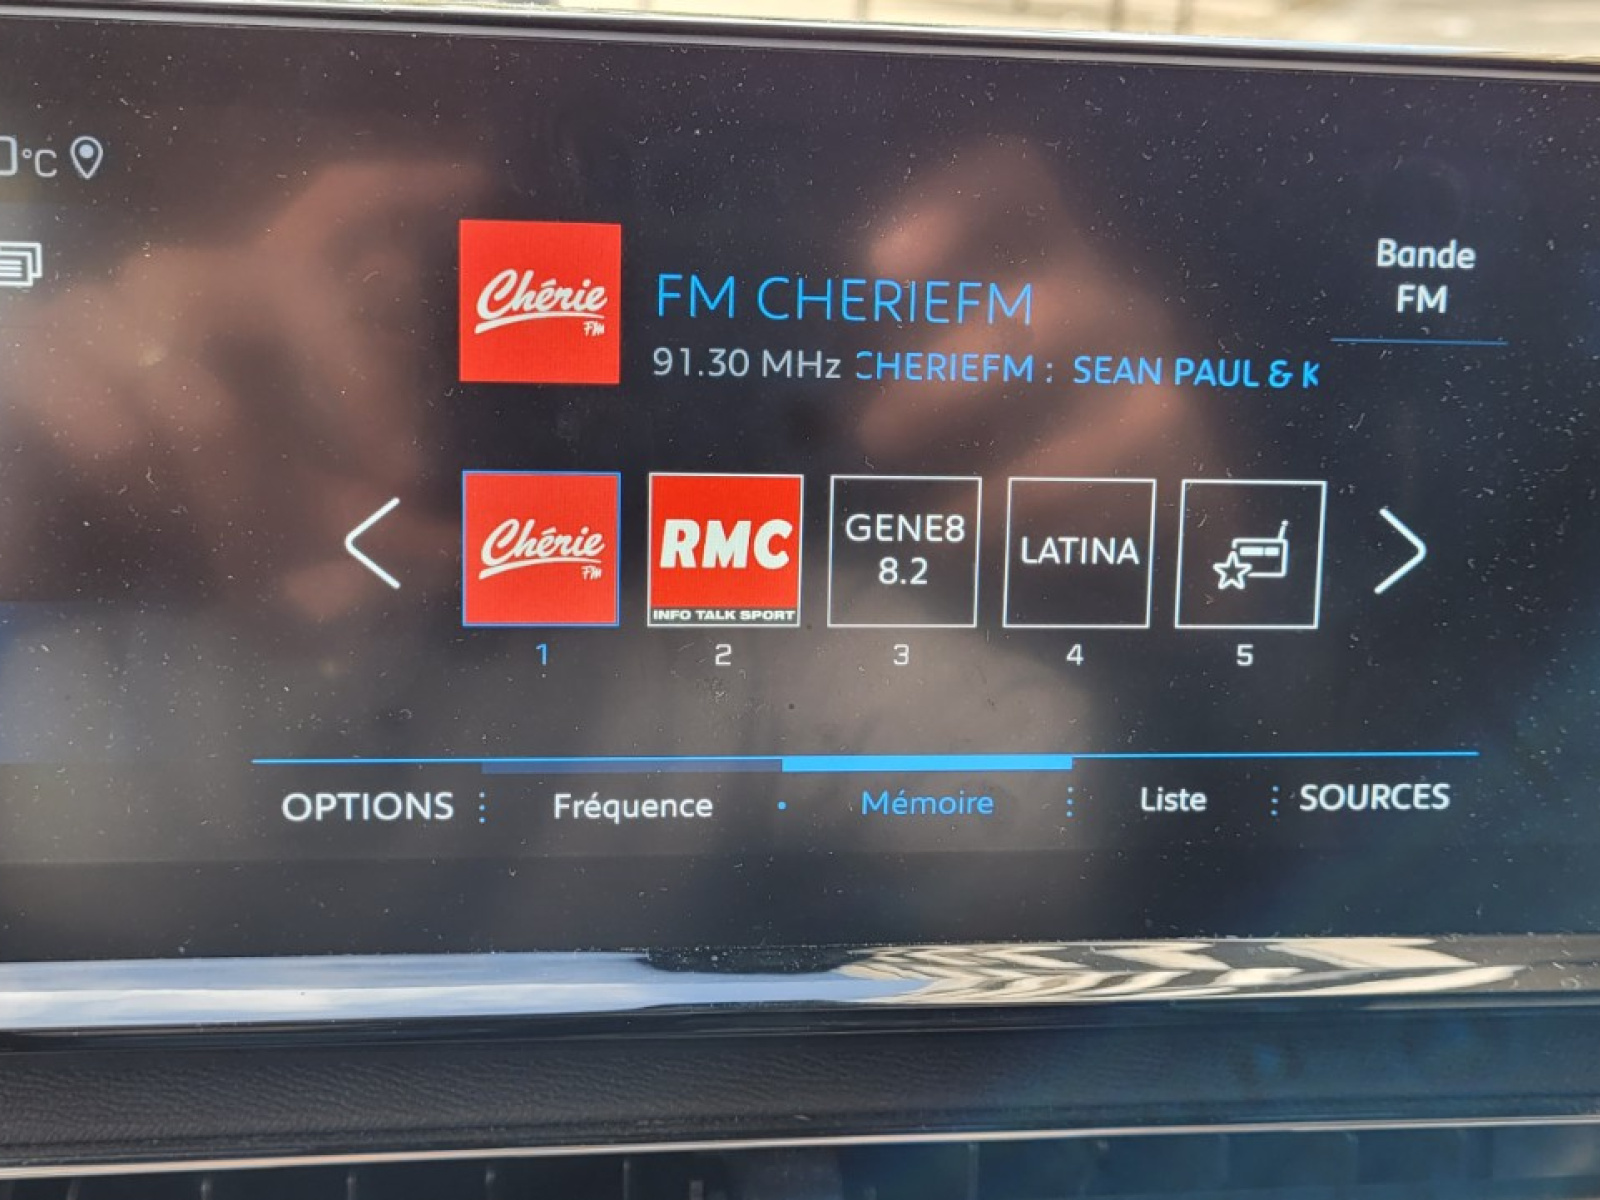 °C
Chérie
FM
FM CHERIEFM
91.30 MHz CHERIEFM : SEAN PAUL & K
Bande
FM
Chérie
FM
RMC
INFO TALK SPORT
GENE8
8.2
LATINA
1
2
3
4
5
OPTIONS
Fréquence
Mémoire
Liste
SOURCES